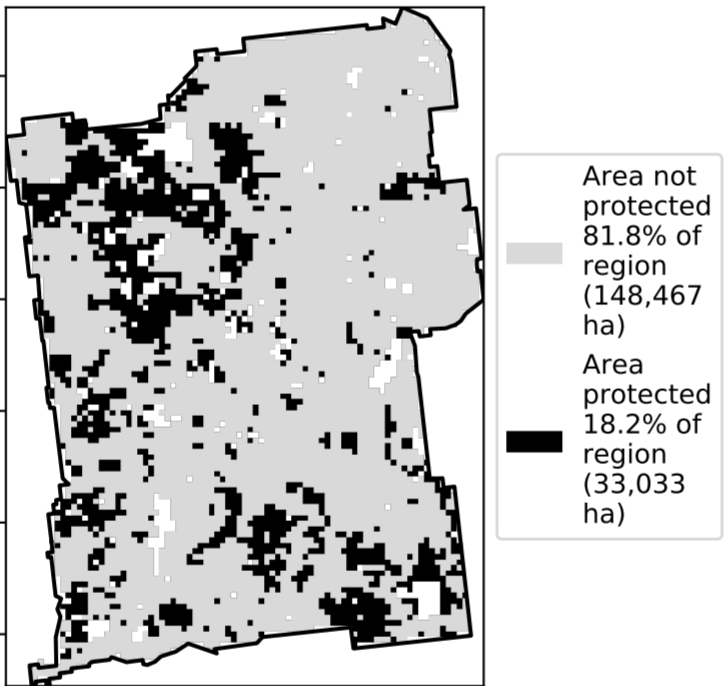 Area not
protected
81.8% of
region
(148,467
ha)
Area
protected
18.2% of
region
(33,033
ha)